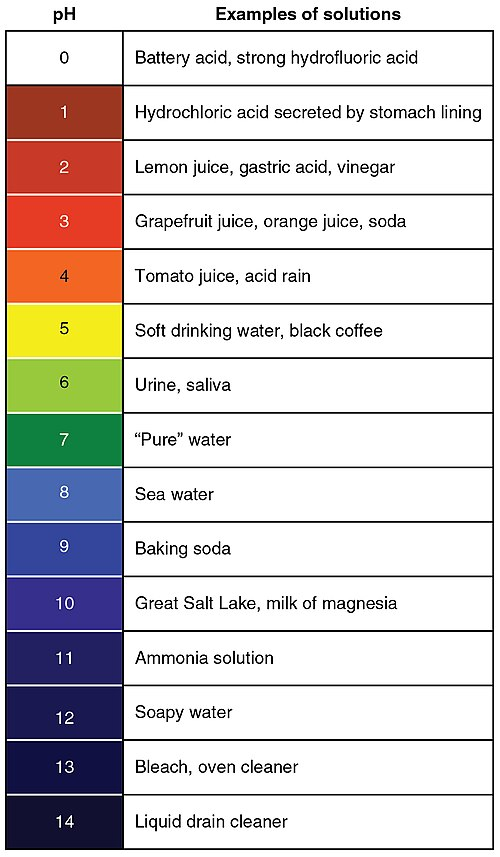 pH Examples of solutions
0 Battery acid, strong hydrofluoric acid
1 Hydrochloric acid secreted by stomach lining
2 Lemon juice, gastric acid, vinegar
3 Grapefruit juice, orange juice, soda
4 Tomato juice, acid rain
5 Soft drinking water, black coffee
6 Urine, saliva
7 “Pure” water
8 Sea water
9 Baking soda
10 Great Salt Lake, milk of magnesia
11 Ammonia solution
12 Soapy water
13 Bleach, oven cleaner
14 Liquid drain cleaner